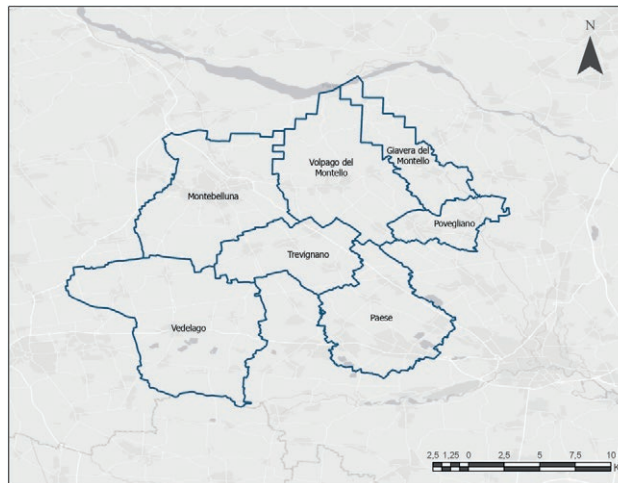 N
Giavera del
Montello
Volpago del
Montello
Montebelluna
Povegliano
Trevignano
Paese
Vedelago
2,5 1,25 0 2,5 5 7,5 10
K